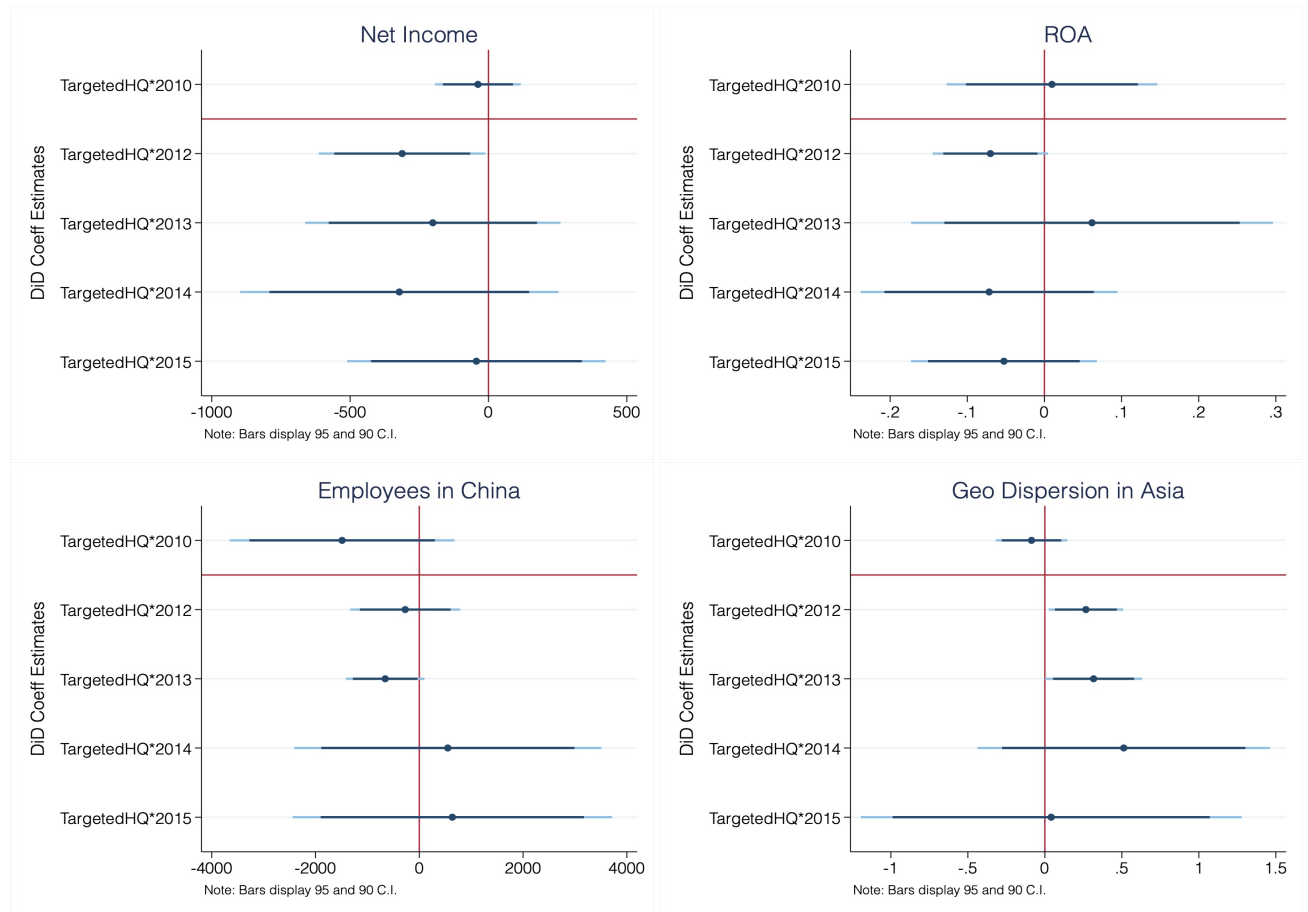 Net Income
DiD Coeff Estimates
TargetedHQ*2010
TargetedHQ*2012
TargetedHQ*2013
TargetedHQ*2014
TargetedHQ*2015
-1000 -500 0 500
Note: Bars display 95 and 90 C.I.
ROA
DiD Coeff Estimates
TargetedHQ*2010
TargetedHQ*2012
TargetedHQ*2013
TargetedHQ*2014
TargetedHQ*2015
-.2 -.1 0 .1 .2 .3
Note: Bars display 95 and 90 C.I.
Employees in China
DiD Coeff Estimates
TargetedHQ*2010
TargetedHQ*2012
TargetedHQ*2013
TargetedHQ*2014
TargetedHQ*2015
-4000 -2000 0 2000 4000
Note: Bars display 95 and 90 C.I.
Geo Dispersion in Asia
DiD Coeff Estimates
TargetedHQ*2010
TargetedHQ*2012
TargetedHQ*2013
TargetedHQ*2014
TargetedHQ*2015
-1 -.5 0 .5 1 1.5
Note: Bars display 95 and 90 C.I.